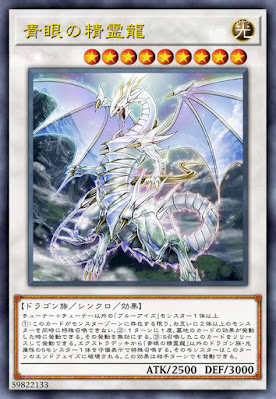 青眼の精霊龍
光
【ドラゴン族/シンクロ/効果】
チューナー+チューナー以外の「ブルーアイズ」モンスター1体以上
①:このカードがモンスターゾーンに存在する限り、お互いに2体以上のモンス
ターを同時に特殊召喚できない。②:1ターンに1度、墓地のカードの効果が発動
した時に発動できる。その発動を無効にする。③:S召喚したこのカードをリリー
スして発動できる。エクストラデッキから「青眼の精霊龍」以外のドラゴン族・光
属性のSモンスター1体を守備表示で特殊召喚する。そのモンスターはこのター
ンのエンドフェイズに破壊される。この効果は相手ターンでも発動できる。
ATK/2500 DEF/3000
59822133